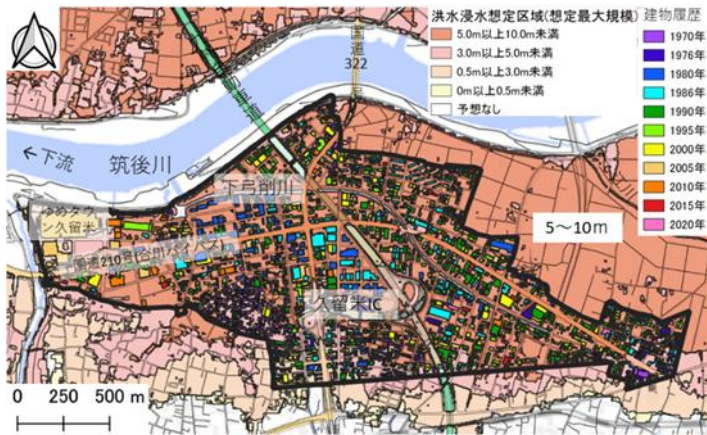 洪水浸水想定区域(想定最大規模)
5.0m以上10.0m未満
3.0m以上5.0m未満
0.5m以上3.0m未満
0m以上0.5m未満
予想なし
建物履歴
1970年
1976年
1980年
1986年
1990年
1995年
2000年
2005年
2010年
2015年
2020年
国道
322
←下流
筑後川
下弓削川
ゆめタウ
ン久留米
国道210号(合川バイパス)
久留米IC
5～10m
0 250 500 m